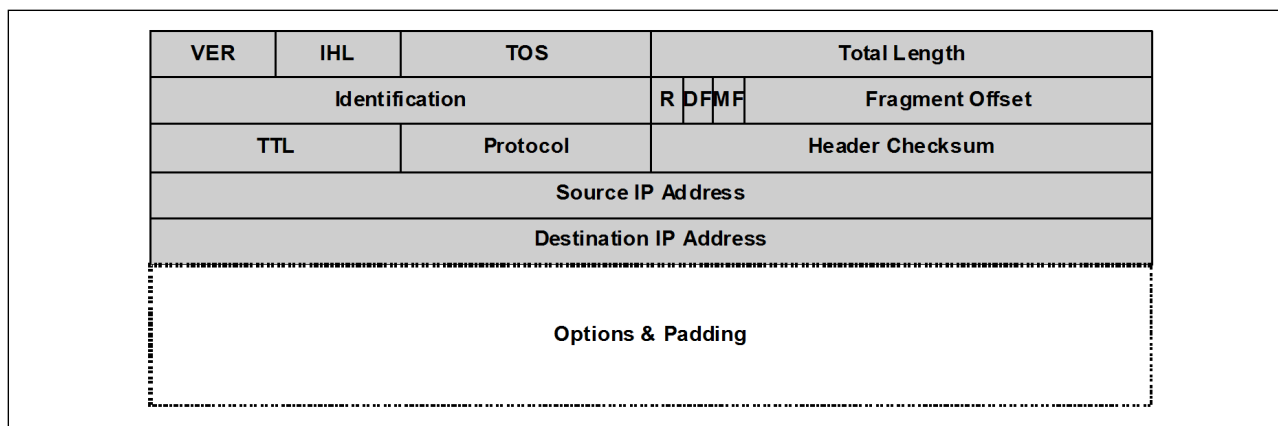 VER IHL TOS Total Length
Identification R DF MF Fragment Offset
TTL Protocol Header Checksum
Source IP Address
Destination IP Address
Options & Padding